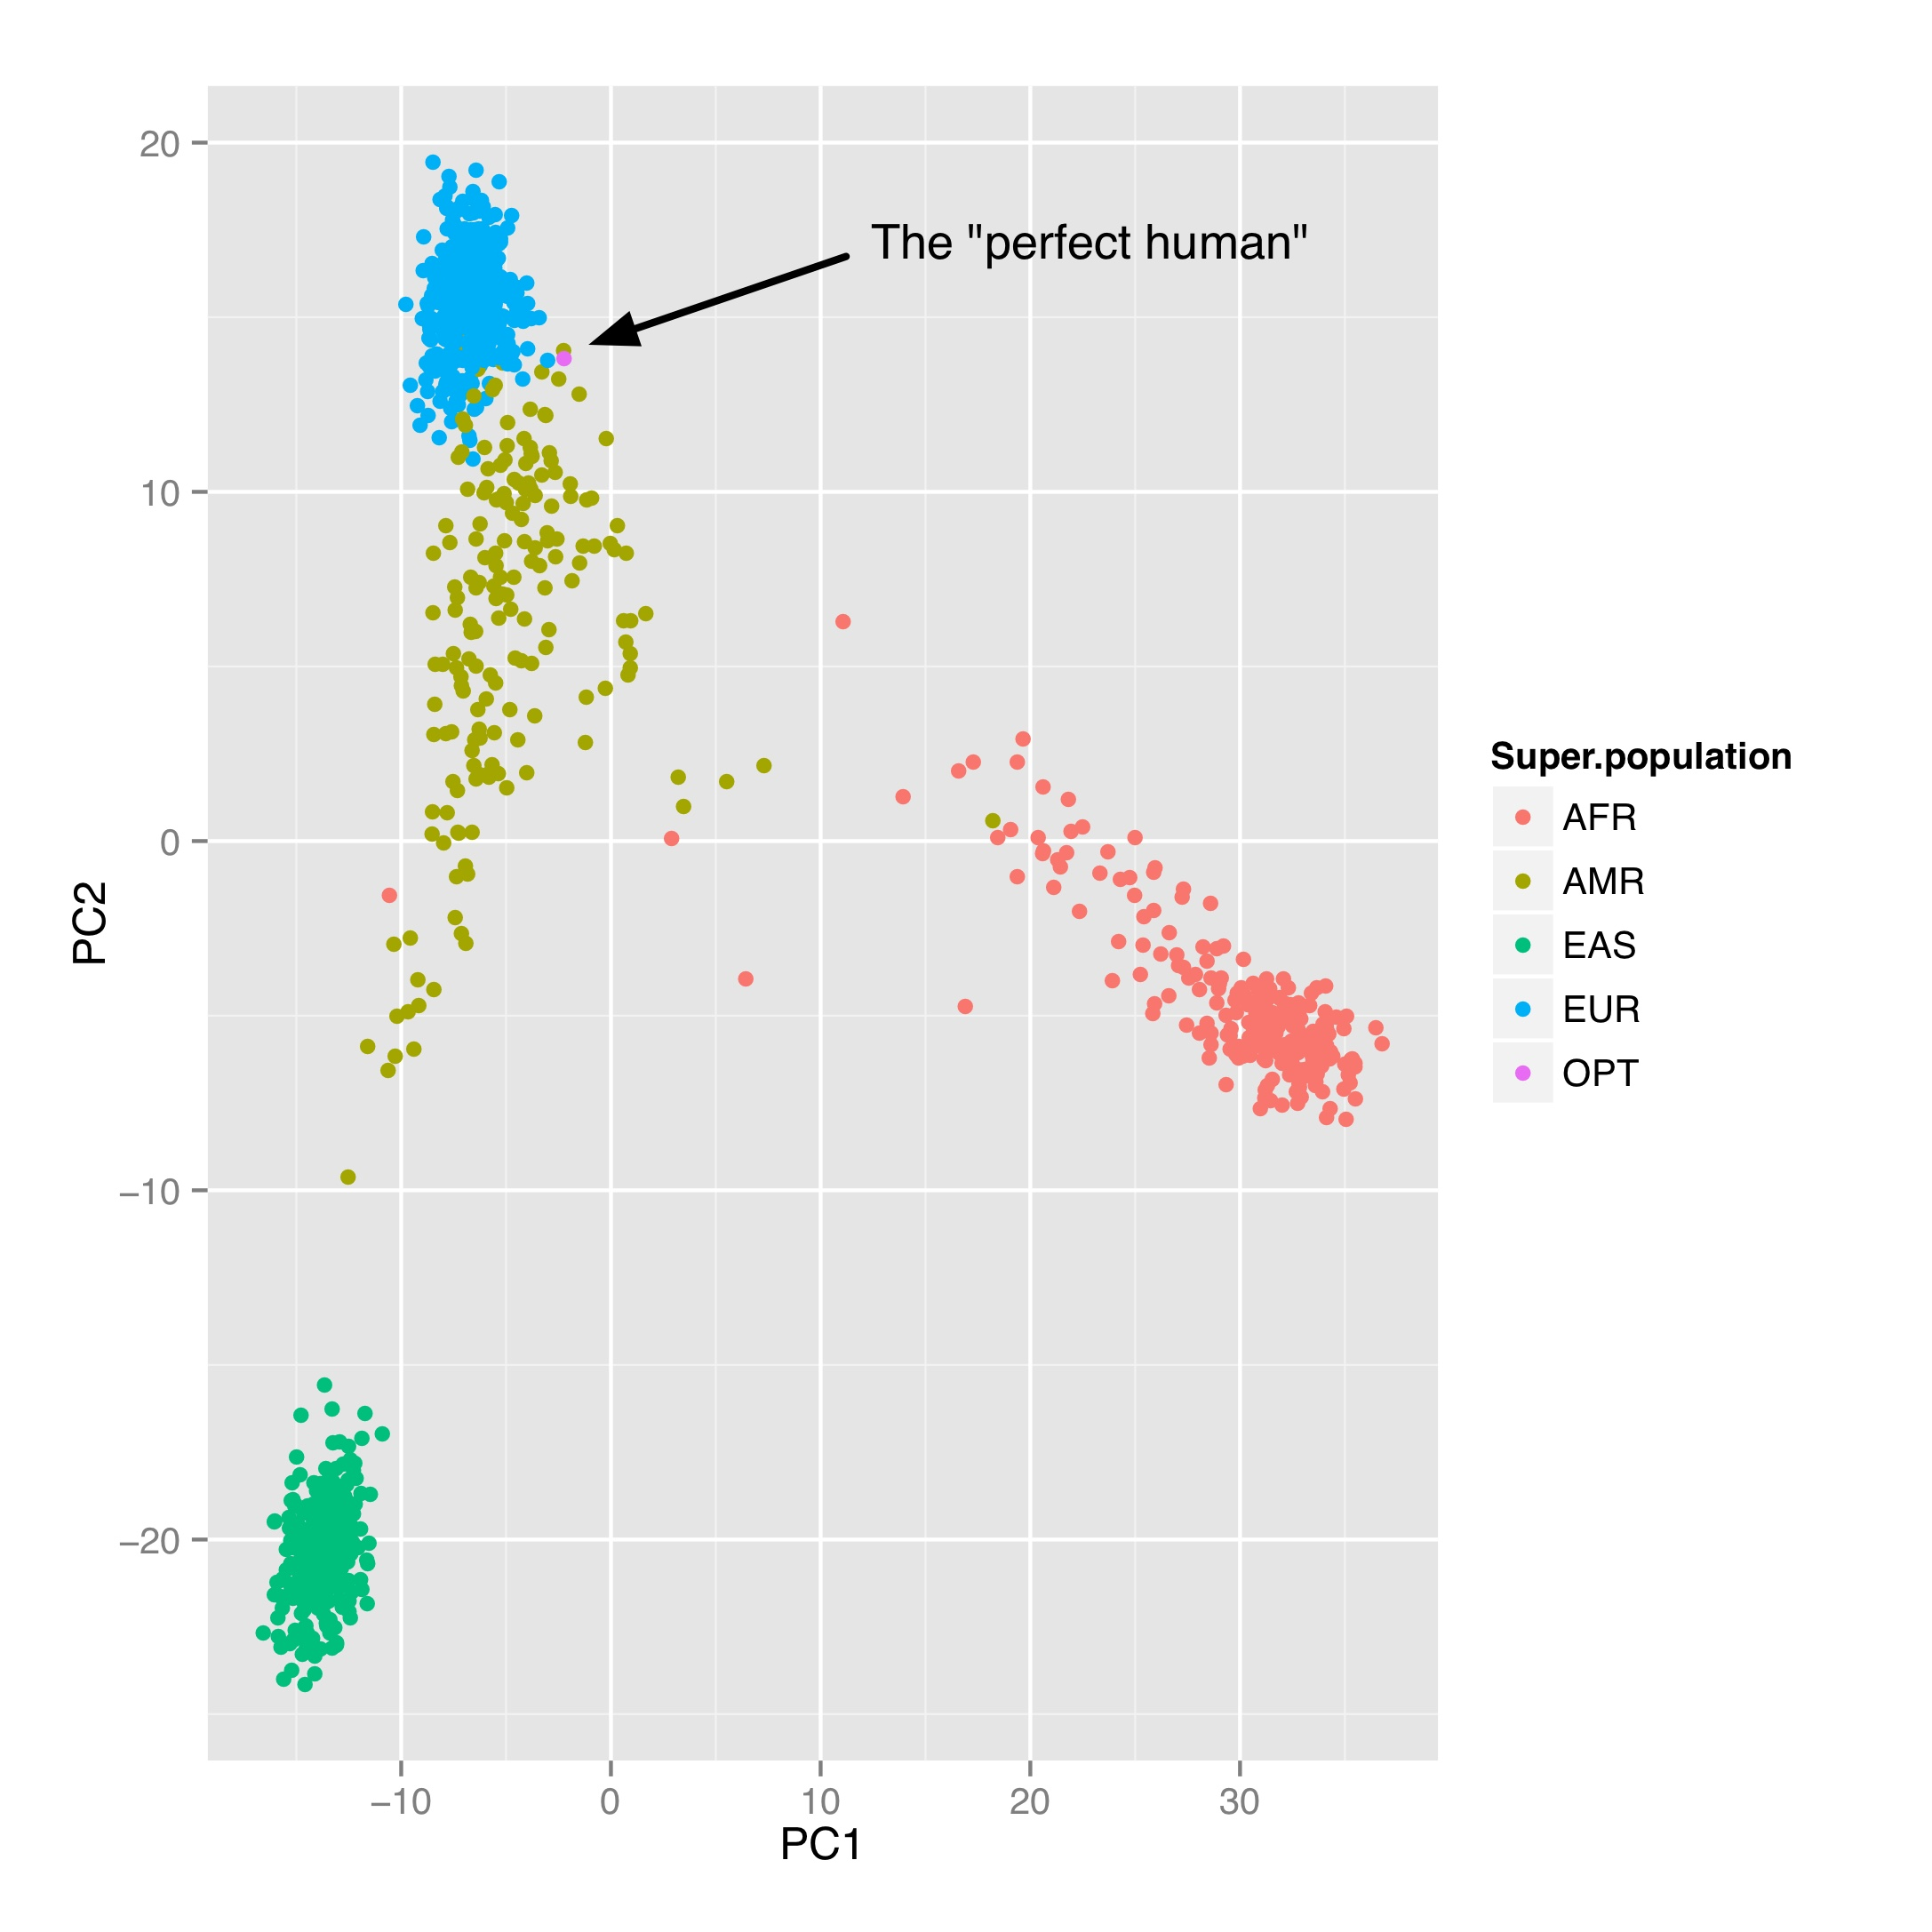 20
The "perfect human"
10
Super.population
AFR
0
AMR
PC2
EAS
EUR
OPT
−10
−20
−10 0 10 20 30
PC1